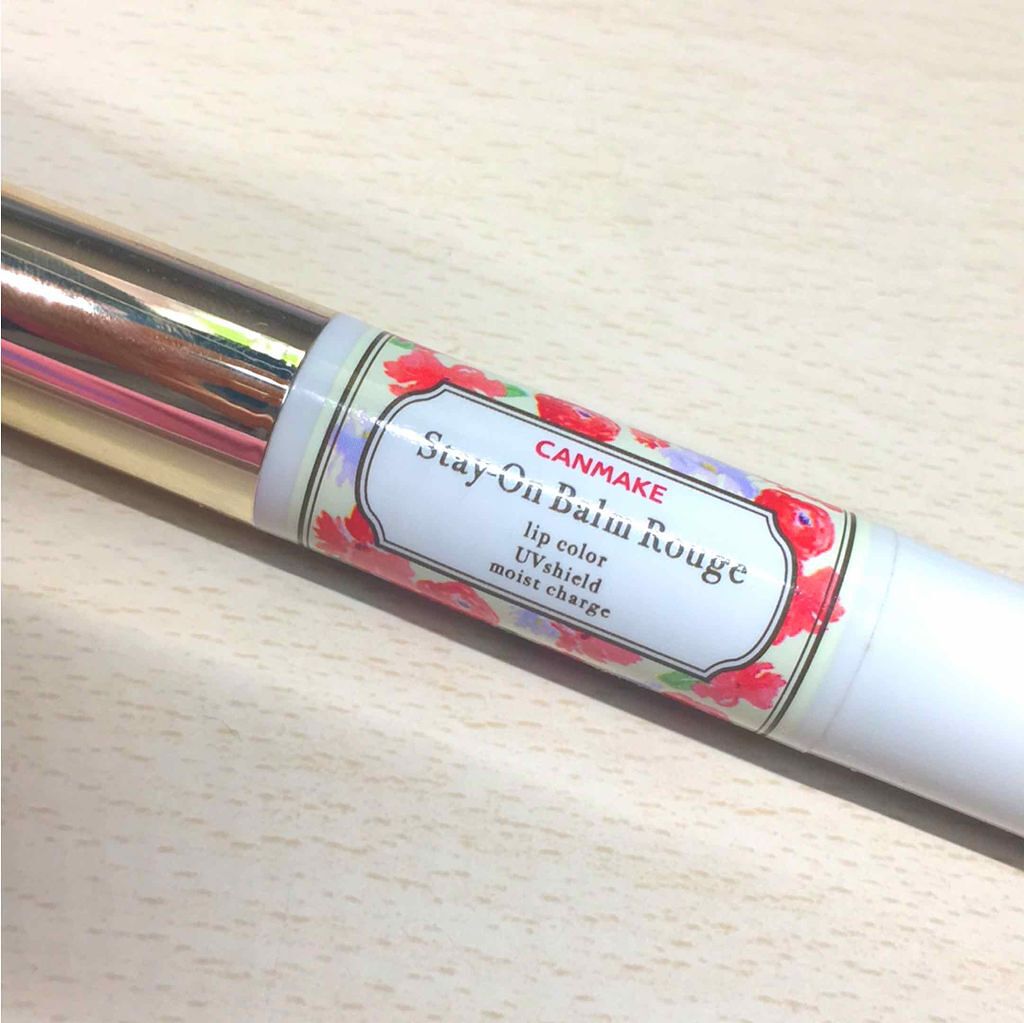 CANMAKE
Stay-On Balm Rouge
lip color
UVshield
moist charge